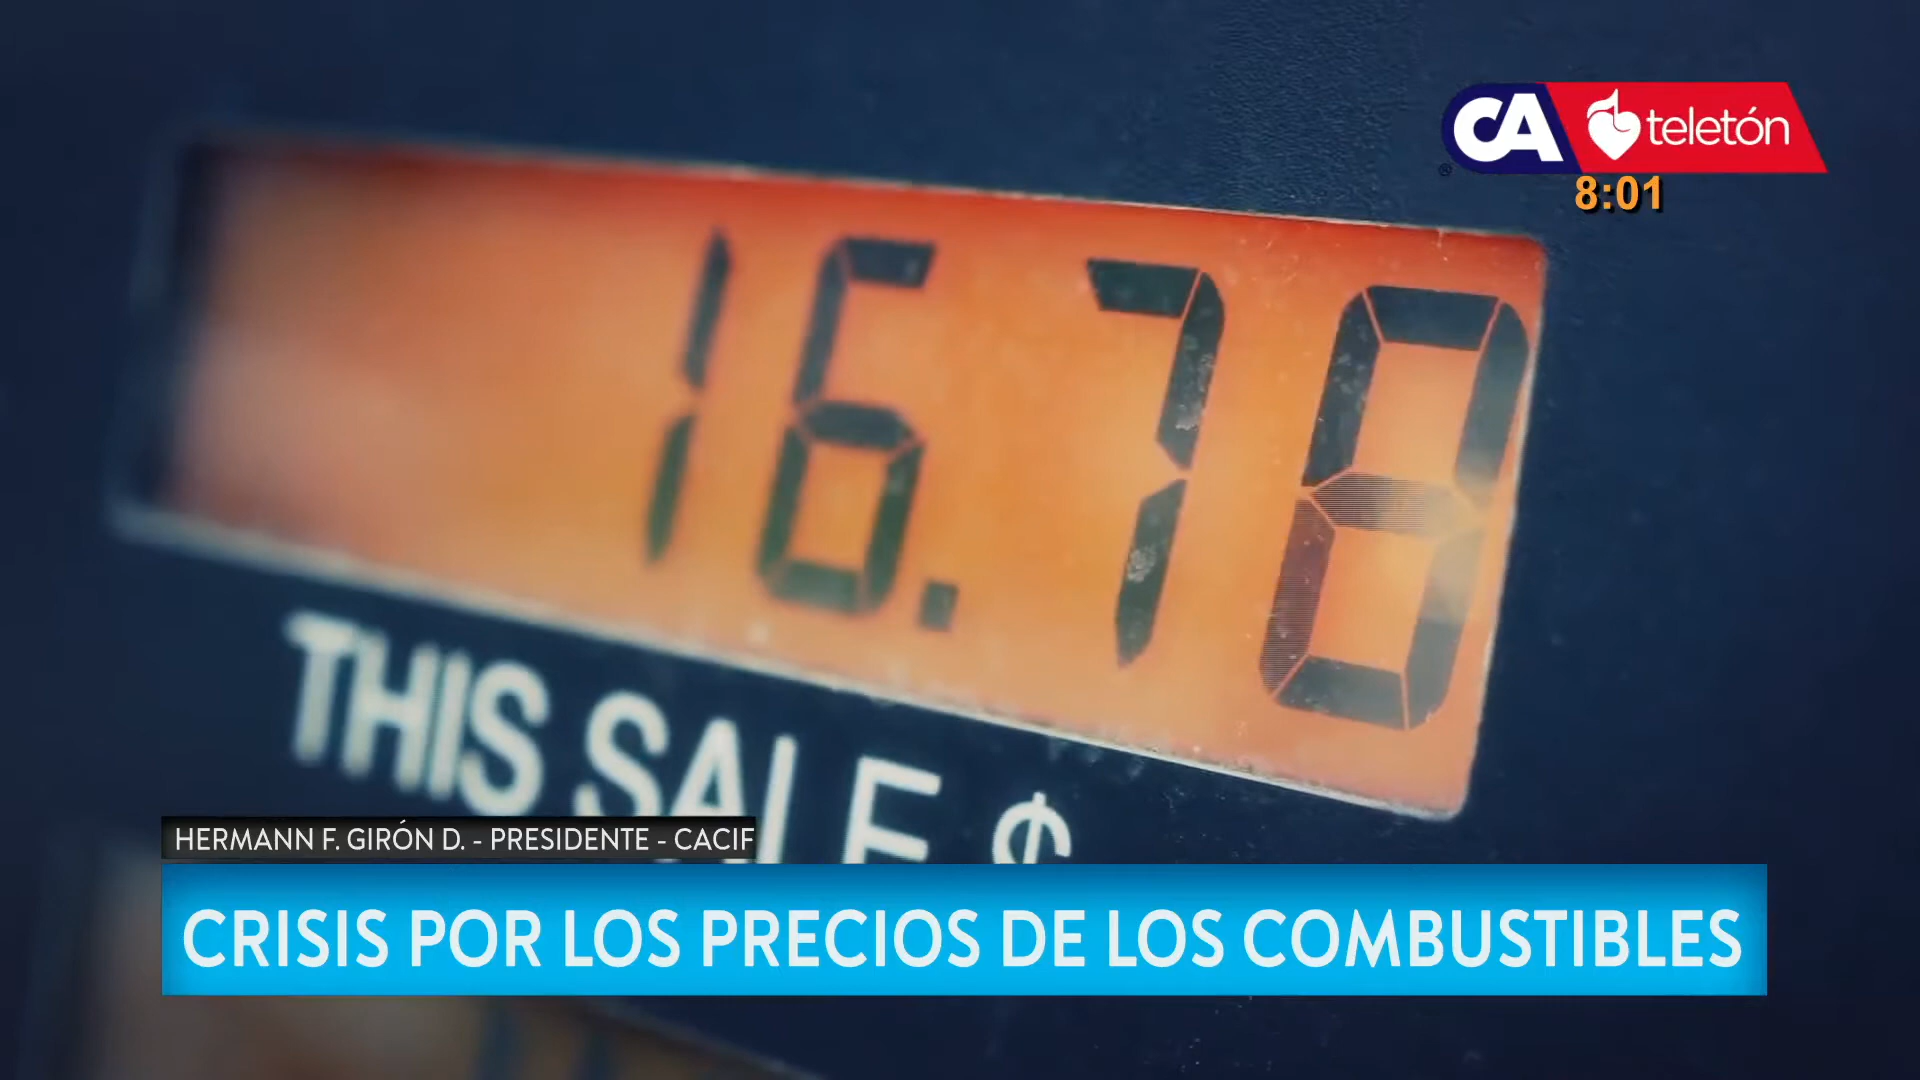 CA teletón
8:01
16.78
THIS SALE $
HERMANN F. GIRÓN D. - PRESIDENTE - CACIF
CRISIS POR LOS PRECIOS DE LOS COMBUSTIBLES